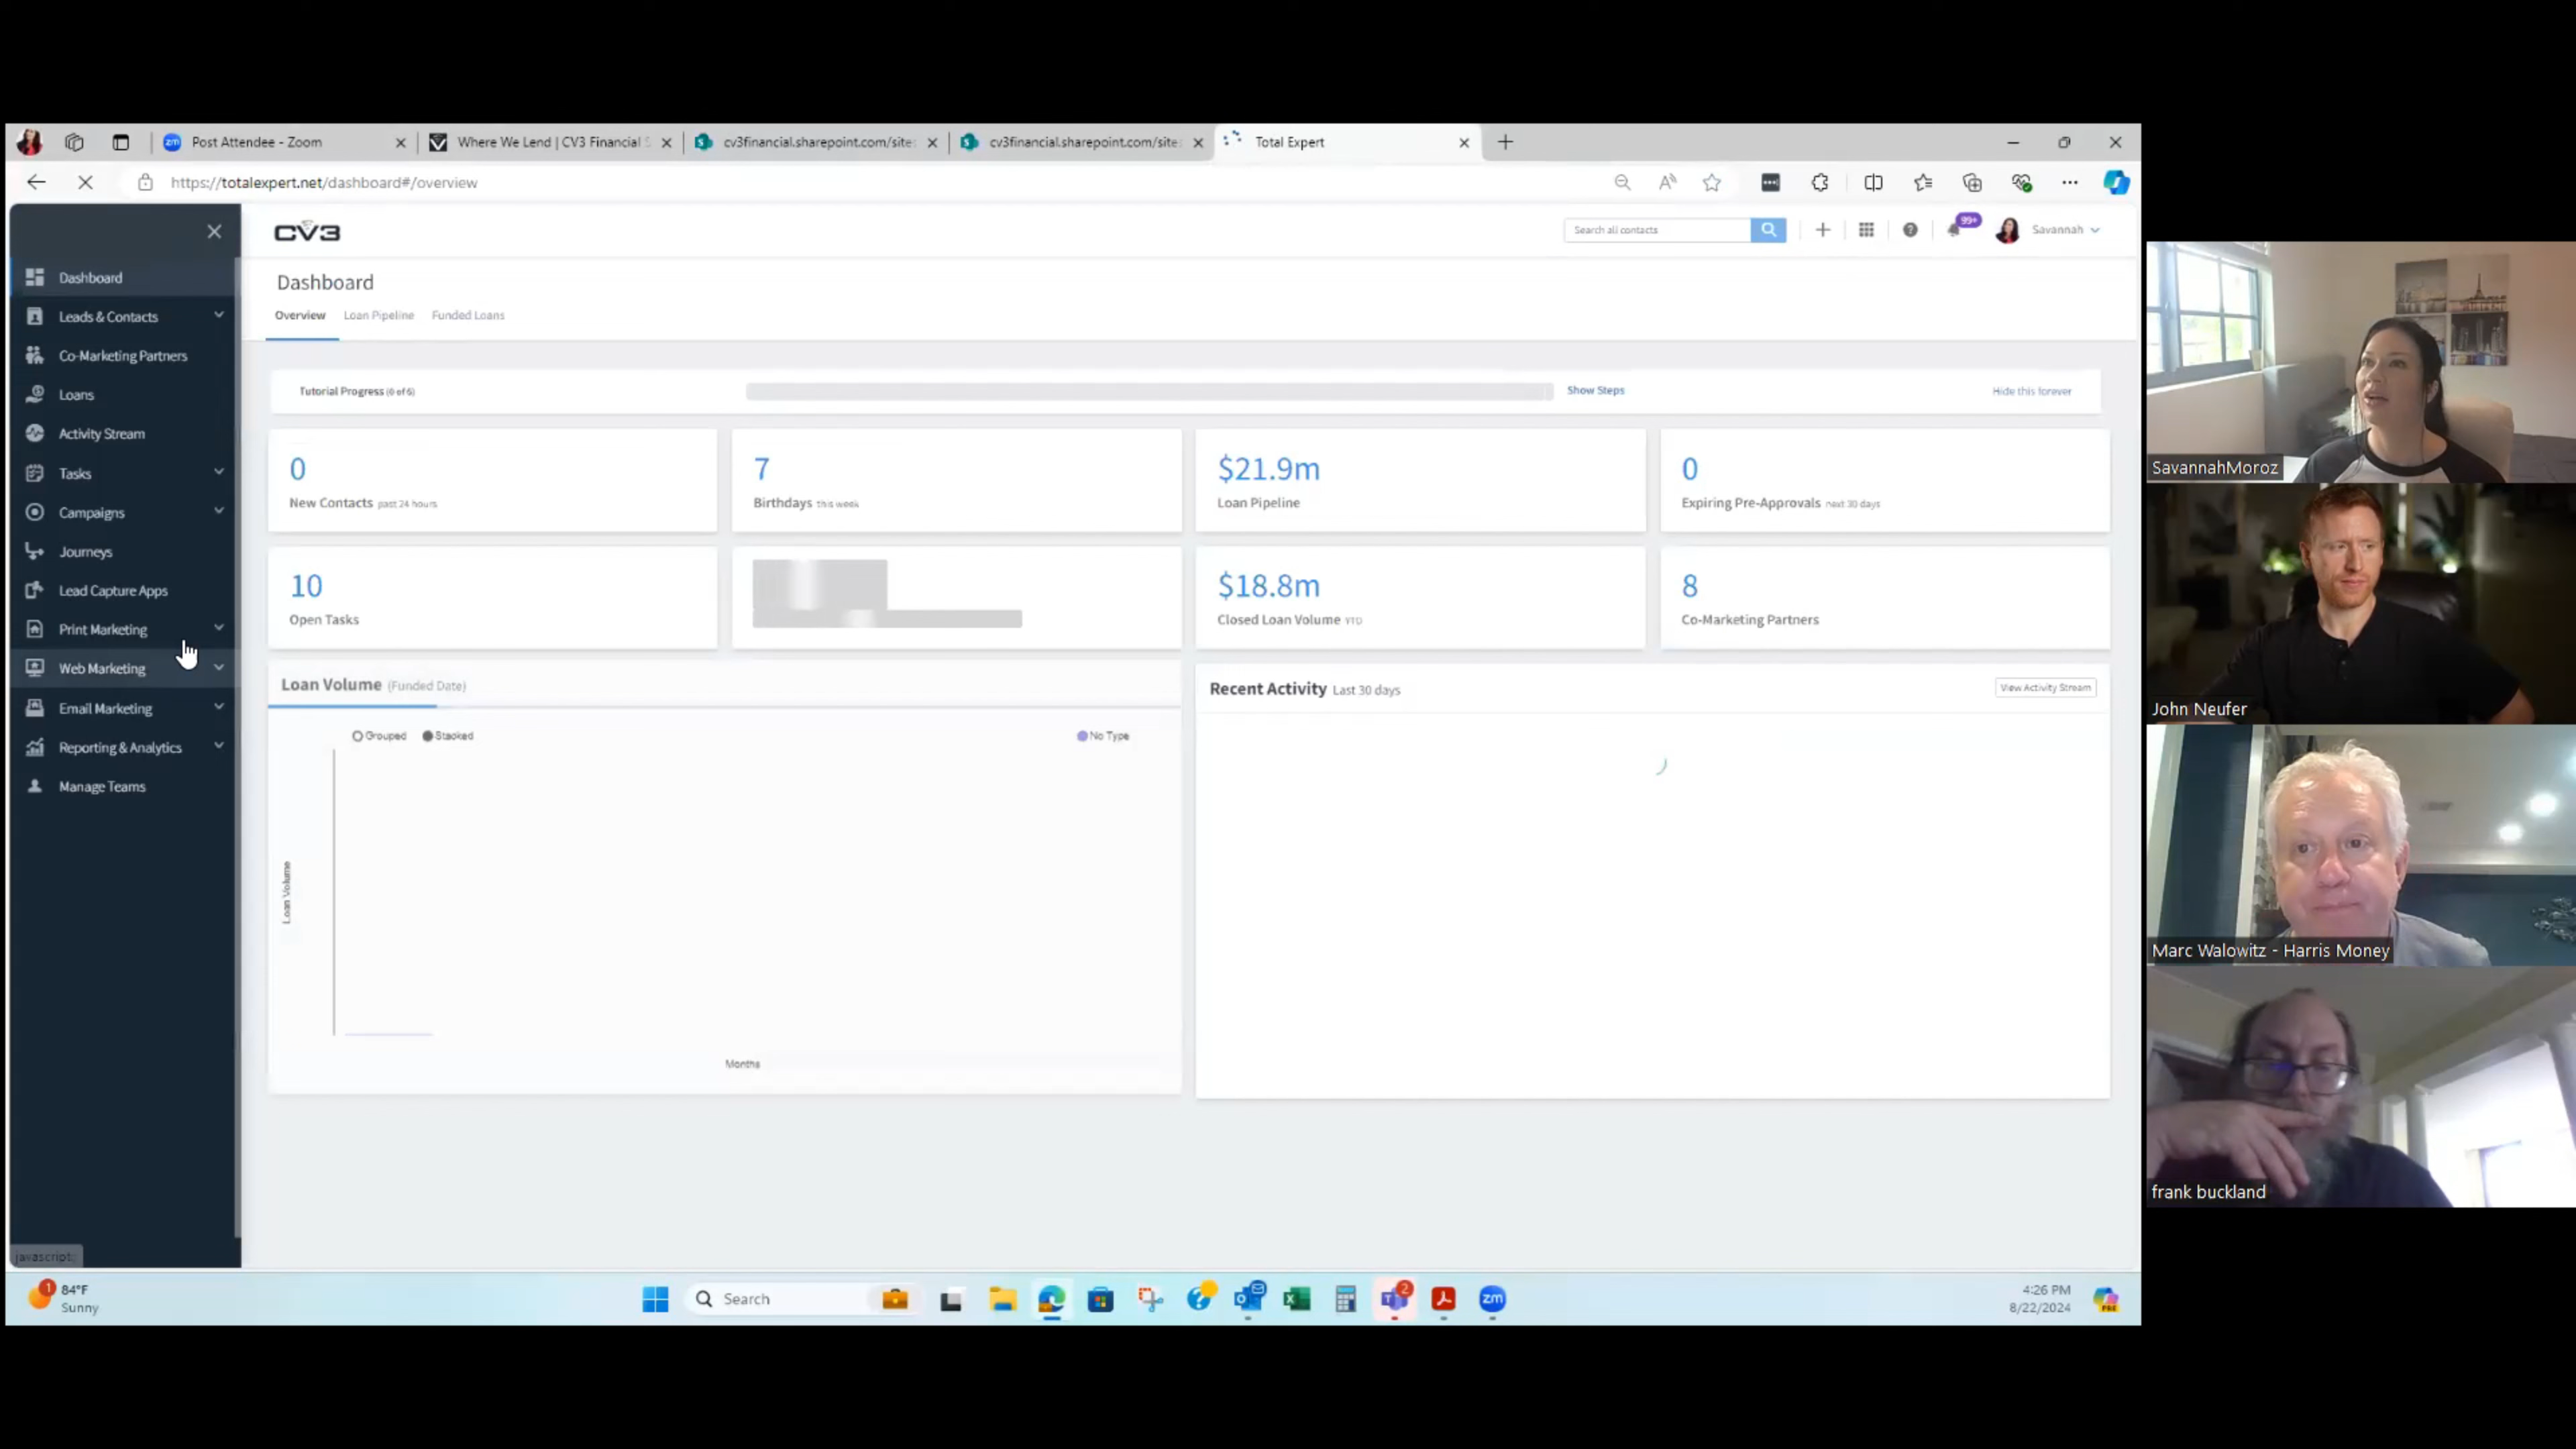 Post Attendee - Zoom
Where We Lend | CV3 Financial S
cv3financial.sharepoint.com/site
cv3financial.sharepoint.com/site
Total Expert
https://totalexpert.net/dashboard#/overview
CV3
Search all contacts
99+
Savannah
Dashboard
Leads & Contacts
Co-Marketing Partners
Loans
Activity Stream
Tasks
Campaigns
Journeys
Lead Capture Apps
Print Marketing
Web Marketing
Email Marketing
Reporting & Analytics
Manage Teams
javascript:
Dashboard
Overview Loan Pipeline Funded Loans
Tutorial Progress (0 of 6) Show Steps Hide this forever
0
New Contacts past 24 hours
7
Birthdays this week
$21.9m
Loan Pipeline
0
Expiring Pre-Approvals next 30 days
10
Open Tasks
$18.8m
Closed Loan Volume YTD
8
Co-Marketing Partners
Loan Volume (Funded Date)
Grouped Stacked No Type
Loan Volume
Months
Recent Activity Last 30 days View Activity Stream
SavannahMoroz
John Neufer
Marc Walowitz - Harris Money
frank buckland
1
84°F
Sunny
Search
2
zm
4:26 PM
8/22/2024